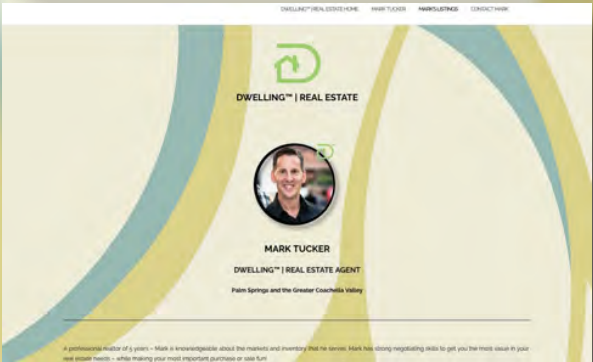 DWELLING™ | REAL ESTATE HOME MARK TUCKER MARK'S LISTINGS CONTACT MARK
DWELLING™ | REAL ESTATE
MARK TUCKER
DWELLING™ | REAL ESTATE AGENT
Palm Springs and the Greater Coachella Valley
A professional realtor of 5 years – Mark is knowledgeable about the markets and inventory that he serves. Mark has strong negotiating skills to get you the most value in your
real estate needs – while making your most important purchase or sale fun!